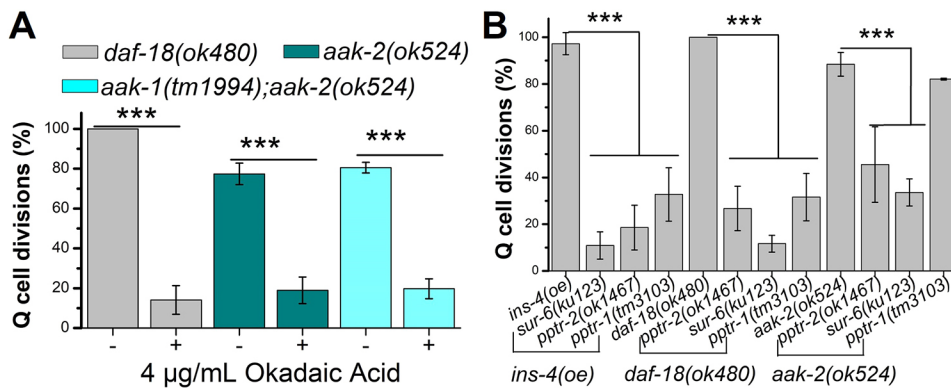 A
daf-18(ok480) aak-2(ok524)
aak-1(tm1994);aak-2(ok524)
Q cell divisions (%)
100
80
60
40
20
0
*** *** ***
- + - + - +
4 µg/mL Okadaic Acid
B
Q cell divisions (%)
100
80
60
40
20
0
*** *** ***
ins-4(oe)
sur-6(ku123)
pptr-2(ok1467)
pptr-1(tm3103)
daf-18(ok480)
pptr-2(ok1467)
sur-6(ku123)
pptr-1(tm3103)
aak-2(ok524)
pptr-2(ok1467)
sur-6(ku123)
pptr-1(tm3103)
ins-4(oe) daf-18(ok480) aak-2(ok524)